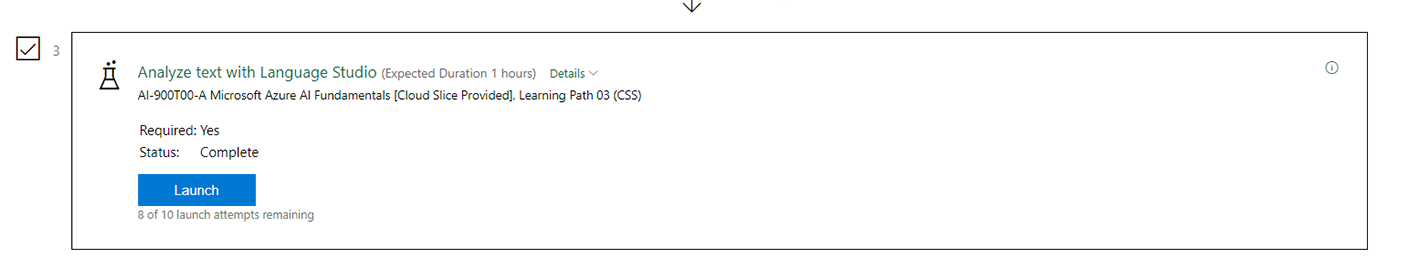 3
Analyze text with Language Studio (Expected Duration 1 hours) Details
AI-900T00-A Microsoft Azure AI Fundamentals [Cloud Slice Provided], Learning Path 03 (CSS)
Required: Yes
Status: Complete
Launch
8 of 10 launch attempts remaining